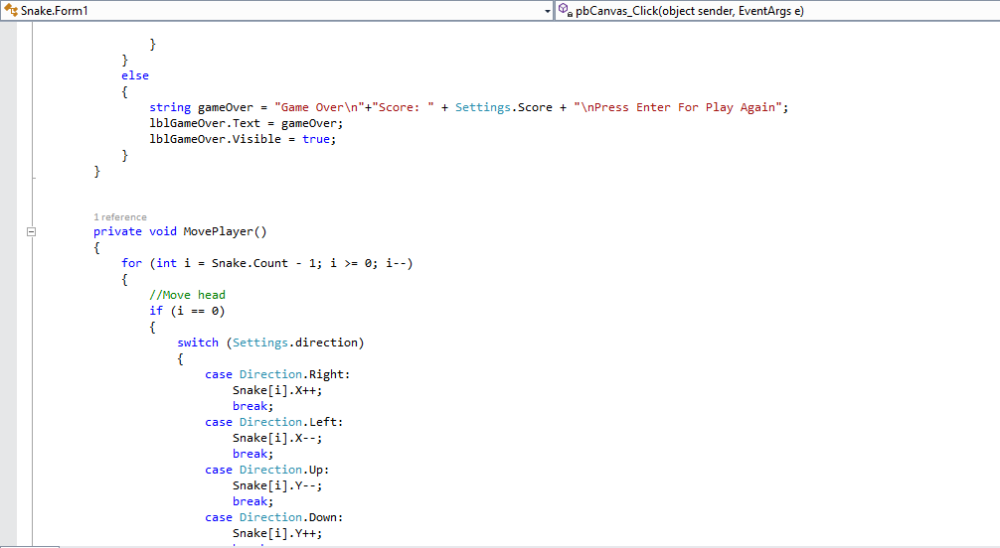 Snake.Form1
pbCanvas_Click(object sender, EventArgs e)
}
}
else
{
string gameOver = "Game Over\n"+"Score: " + Settings.Score + "\nPress Enter For Play Again";
lblGameOver.Text = gameOver;
lblGameOver.Visible = true;
}
}
1 reference
private void MovePlayer()
{
for (int i = Snake.Count - 1; i >= 0; i--)
{
//Move head
if (i == 0)
{
switch (Settings.direction)
{
case Direction.Right:
Snake[i].X++;
break;
case Direction.Left:
Snake[i].X--;
break;
case Direction.Up:
Snake[i].Y--;
break;
case Direction.Down:
Snake[i].Y++;